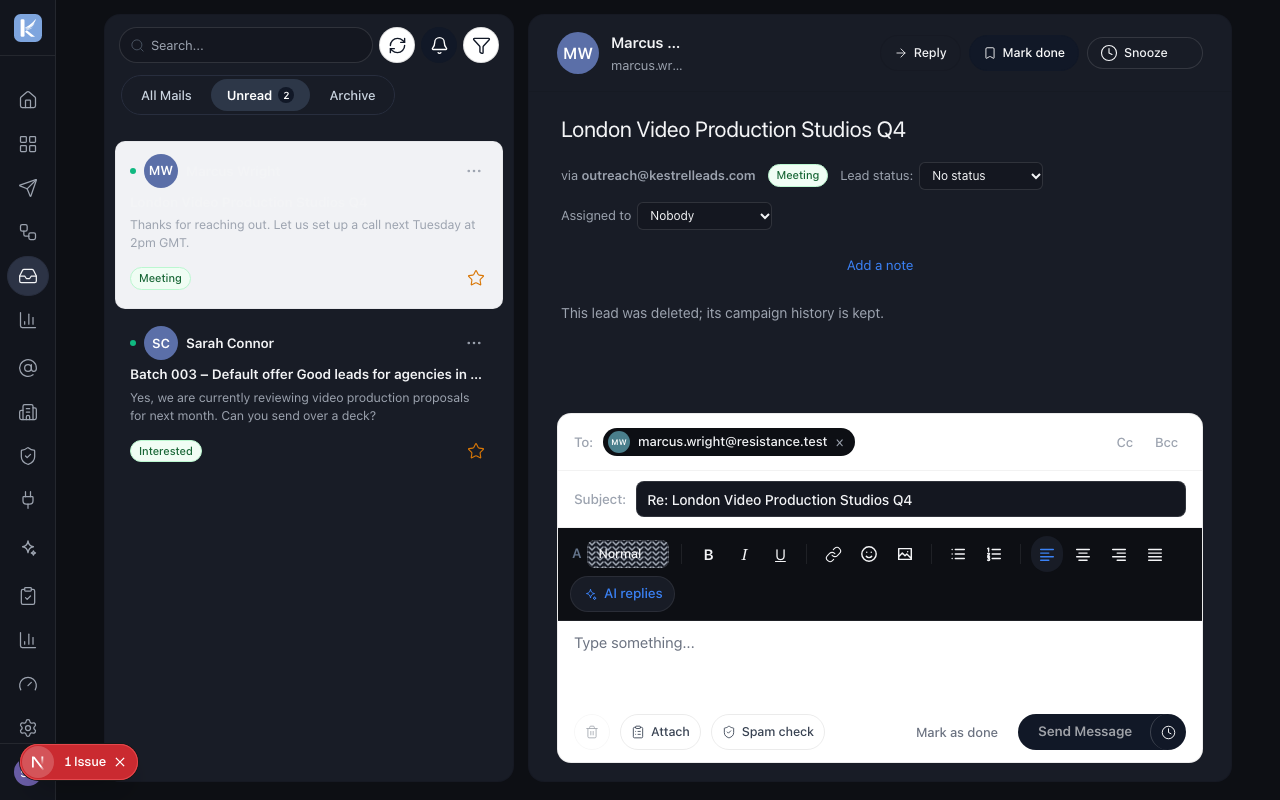 Search...
All Mails Unread 2 Archive
MW
Thanks for reaching out. Let us set up a call next Tuesday at
2pm GMT.
Meeting
SC Sarah Connor
Batch 003 – Default offer Good leads for agencies in ...
Yes, we are currently reviewing video production proposals
for next month. Can you send over a deck?
Interested
MW Marcus ...
marcus.wr...
Reply Mark done Snooze
London Video Production Studios Q4
via outreach@kestrelleads.com Meeting Lead status: No status
Assigned to Nobody
Add a note
This lead was deleted; its campaign history is kept.
To: MW marcus.wright@resistance.test × Cc Bcc
Subject: Re: London Video Production Studios Q4
A Normal B I U
AI replies
Type something...
Attach Spam check Mark as done Send Message
N 1 Issue